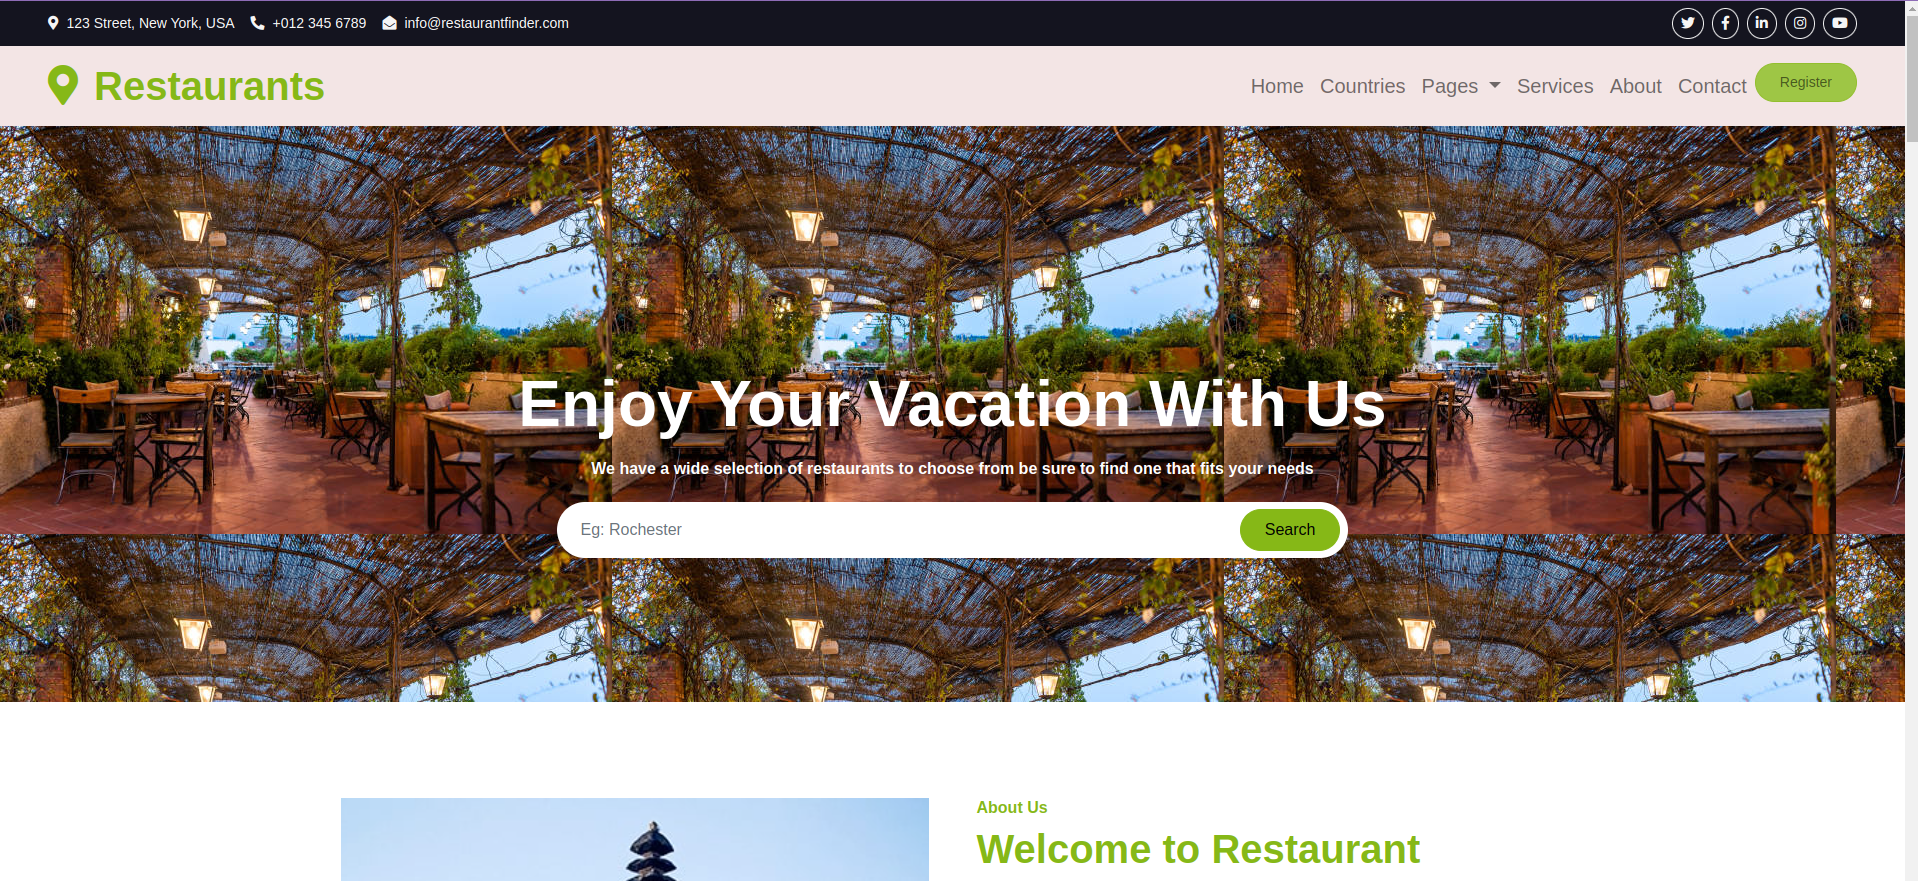 123 Street, New York, USA +012 345 6789 info@restaurantfinder.com
Restaurants
Home Countries Pages Services About Contact Register
Enjoy Your Vacation With Us
We have a wide selection of restaurants to choose from be sure to find one that fits your needs
Eg: Rochester Search
About Us
Welcome to Restaurant